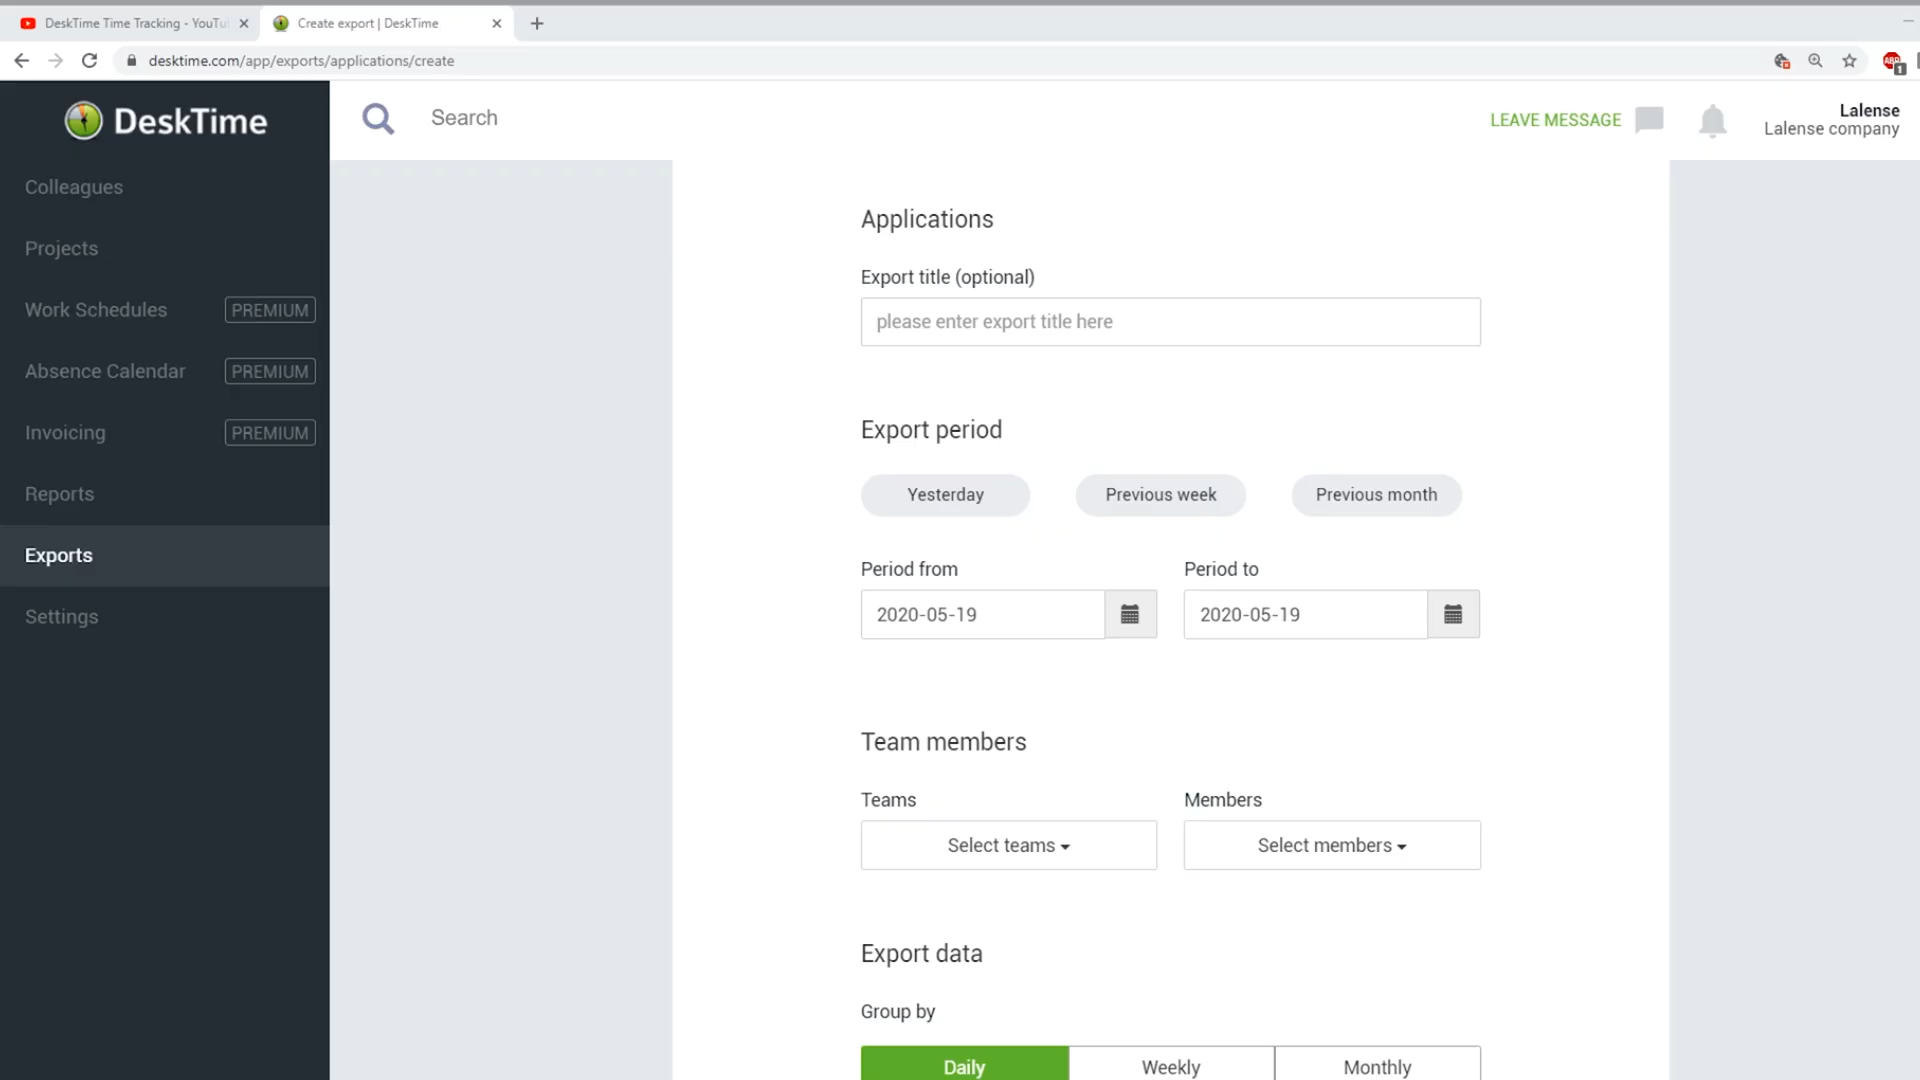 DeskTime Time Tracking - YouTu
Create export | DeskTime
desktime.com/app/exports/applications/create
ABP
1
DeskTime
Search
LEAVE MESSAGE
Lalense
Lalense company
Colleagues
Projects
Work Schedules PREMIUM
Absence Calendar PREMIUM
Invoicing PREMIUM
Reports
Exports
Settings
Applications
Export title (optional)
please enter export title here
Export period
Yesterday Previous week Previous month
Period from Period to
2020-05-19 2020-05-19
Team members
Teams Members
Select teams Select members
Export data
Group by
Daily Weekly Monthly